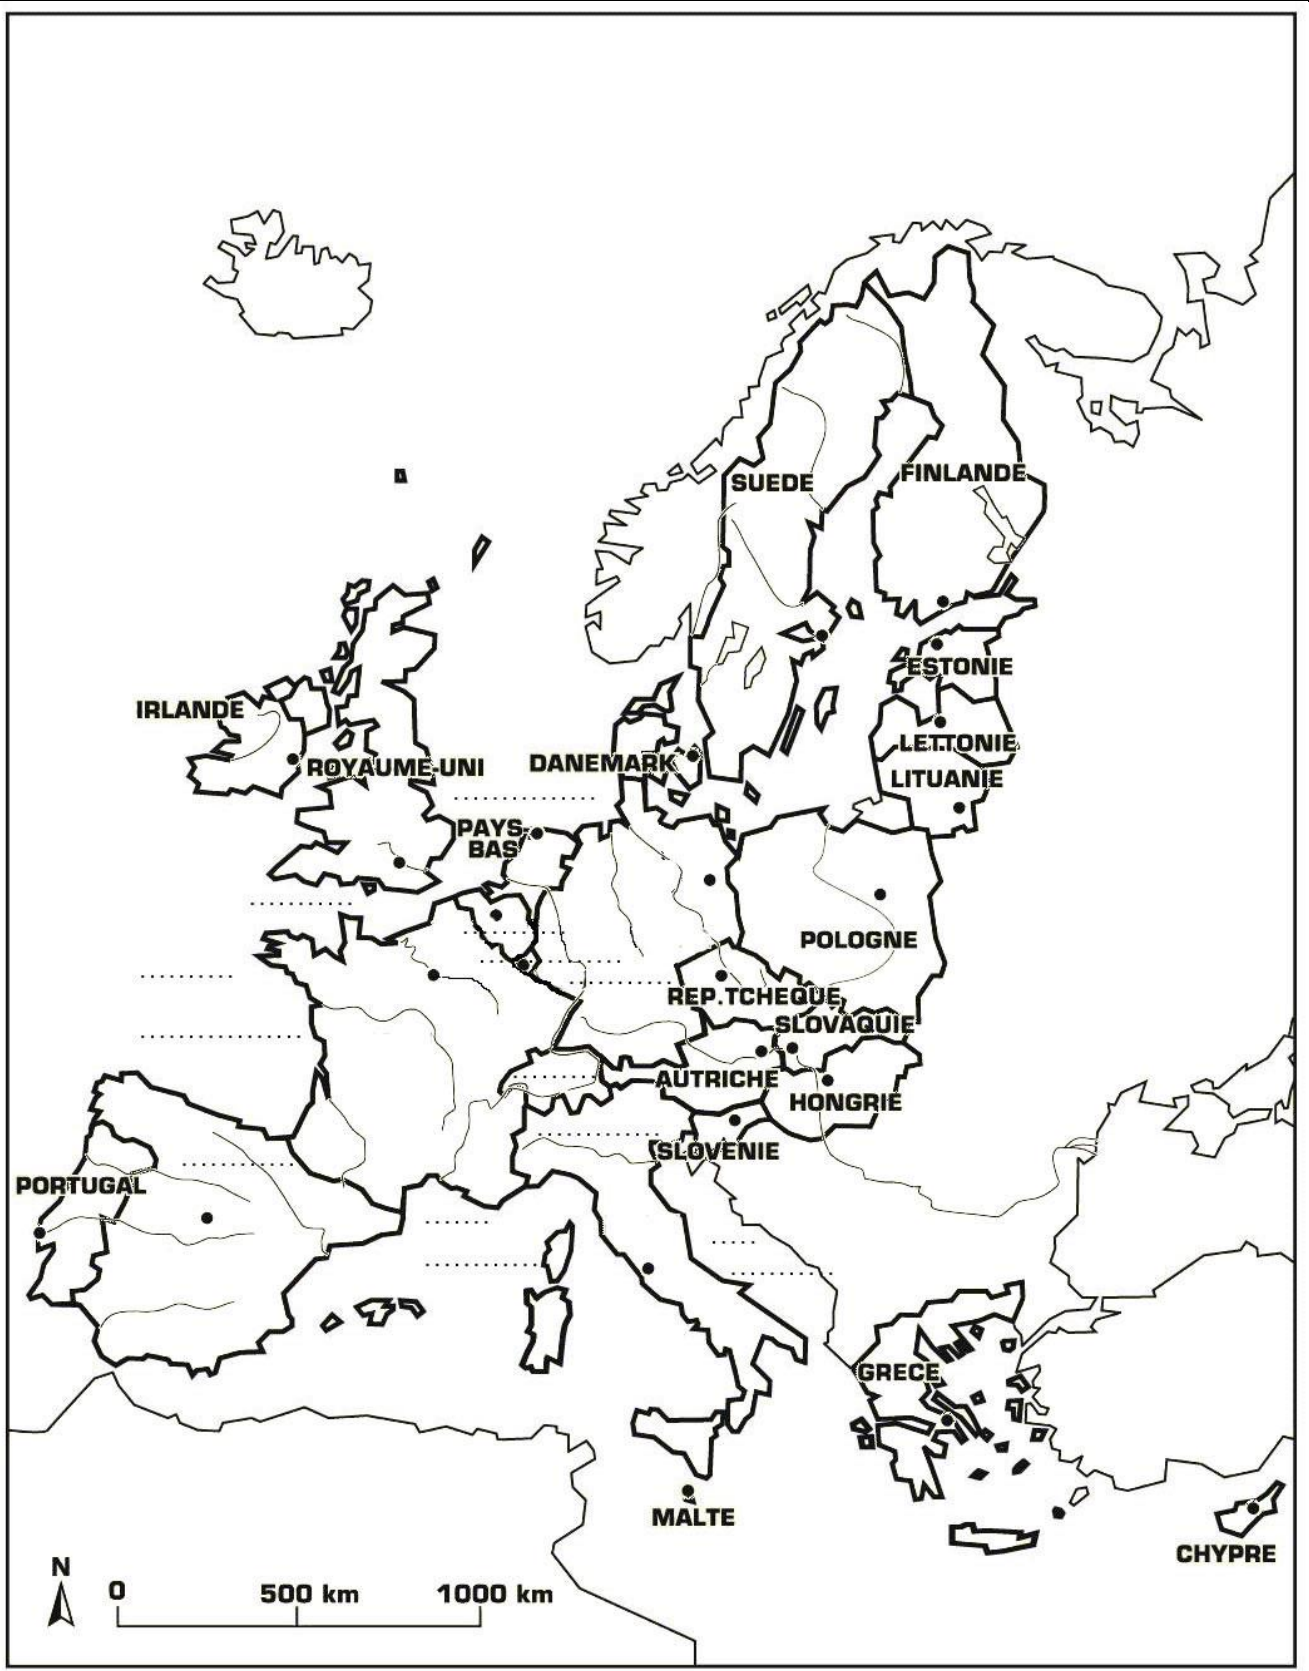 SUEDE
FINLANDE
ESTONIE
IRLANDE
LETTONIE
ROYAUME-UNI
DANEMARK
LITUANIE
PAYS-
BAS
POLOGNE
REP.TCHEQUE
SLOVAQUIE
AUTRICHE
HONGRIE
SLOVENIE
PORTUGAL
GRECE
MALTE
CHYPRE
N
0 500 km 1000 km